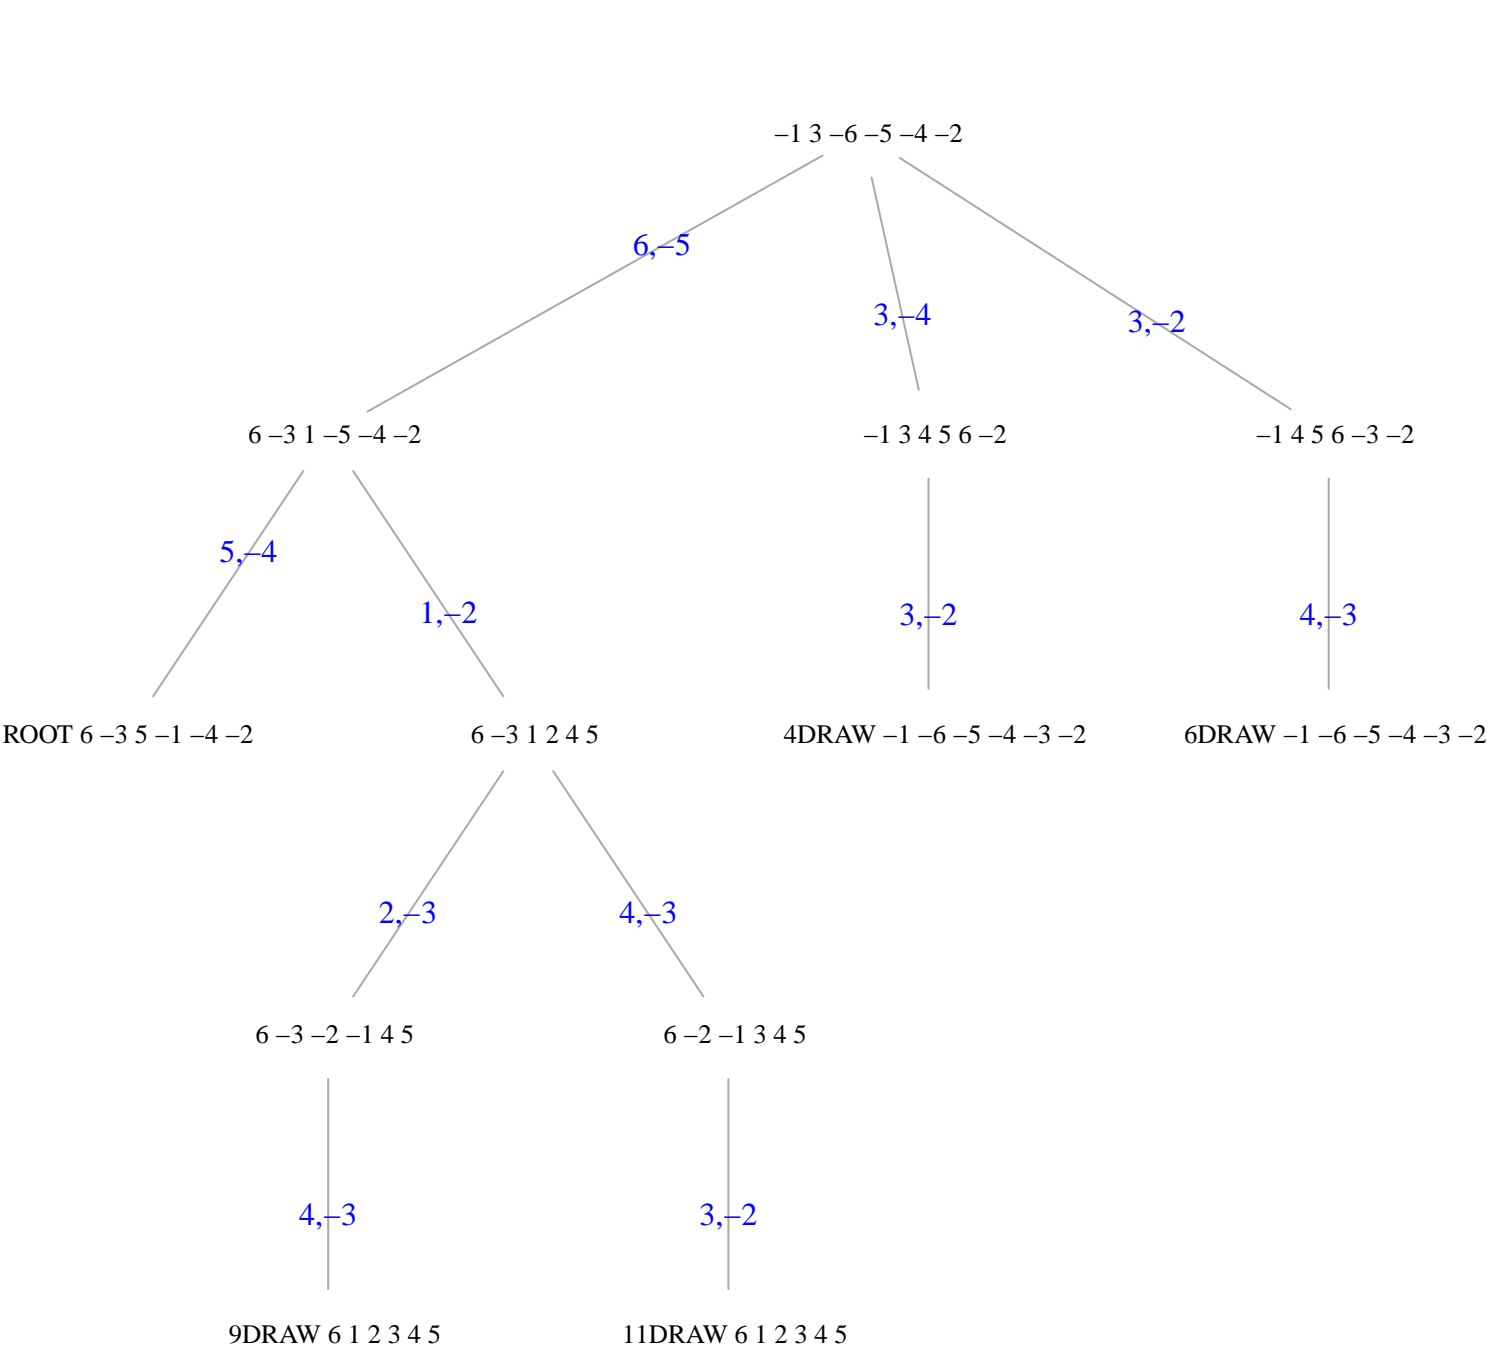 –1 3 –6 –5 –4 –2
6,–5
3,–4
3,–2
6 –3 1 –5 –4 –2
–1 3 4 5 6 –2
–1 4 5 6 –3 –2
5,–4
1,–2
3,–2
4,–3
ROOT 6 –3 5 –1 –4 –2
6 –3 1 2 4 5
4DRAW –1 –6 –5 –4 –3 –2
6DRAW –1 –6 –5 –4 –3 –2
2,–3
4,–3
6 –3 –2 –1 4 5
6 –2 –1 3 4 5
4,–3
3,–2
9DRAW 6 1 2 3 4 5
11DRAW 6 1 2 3 4 5